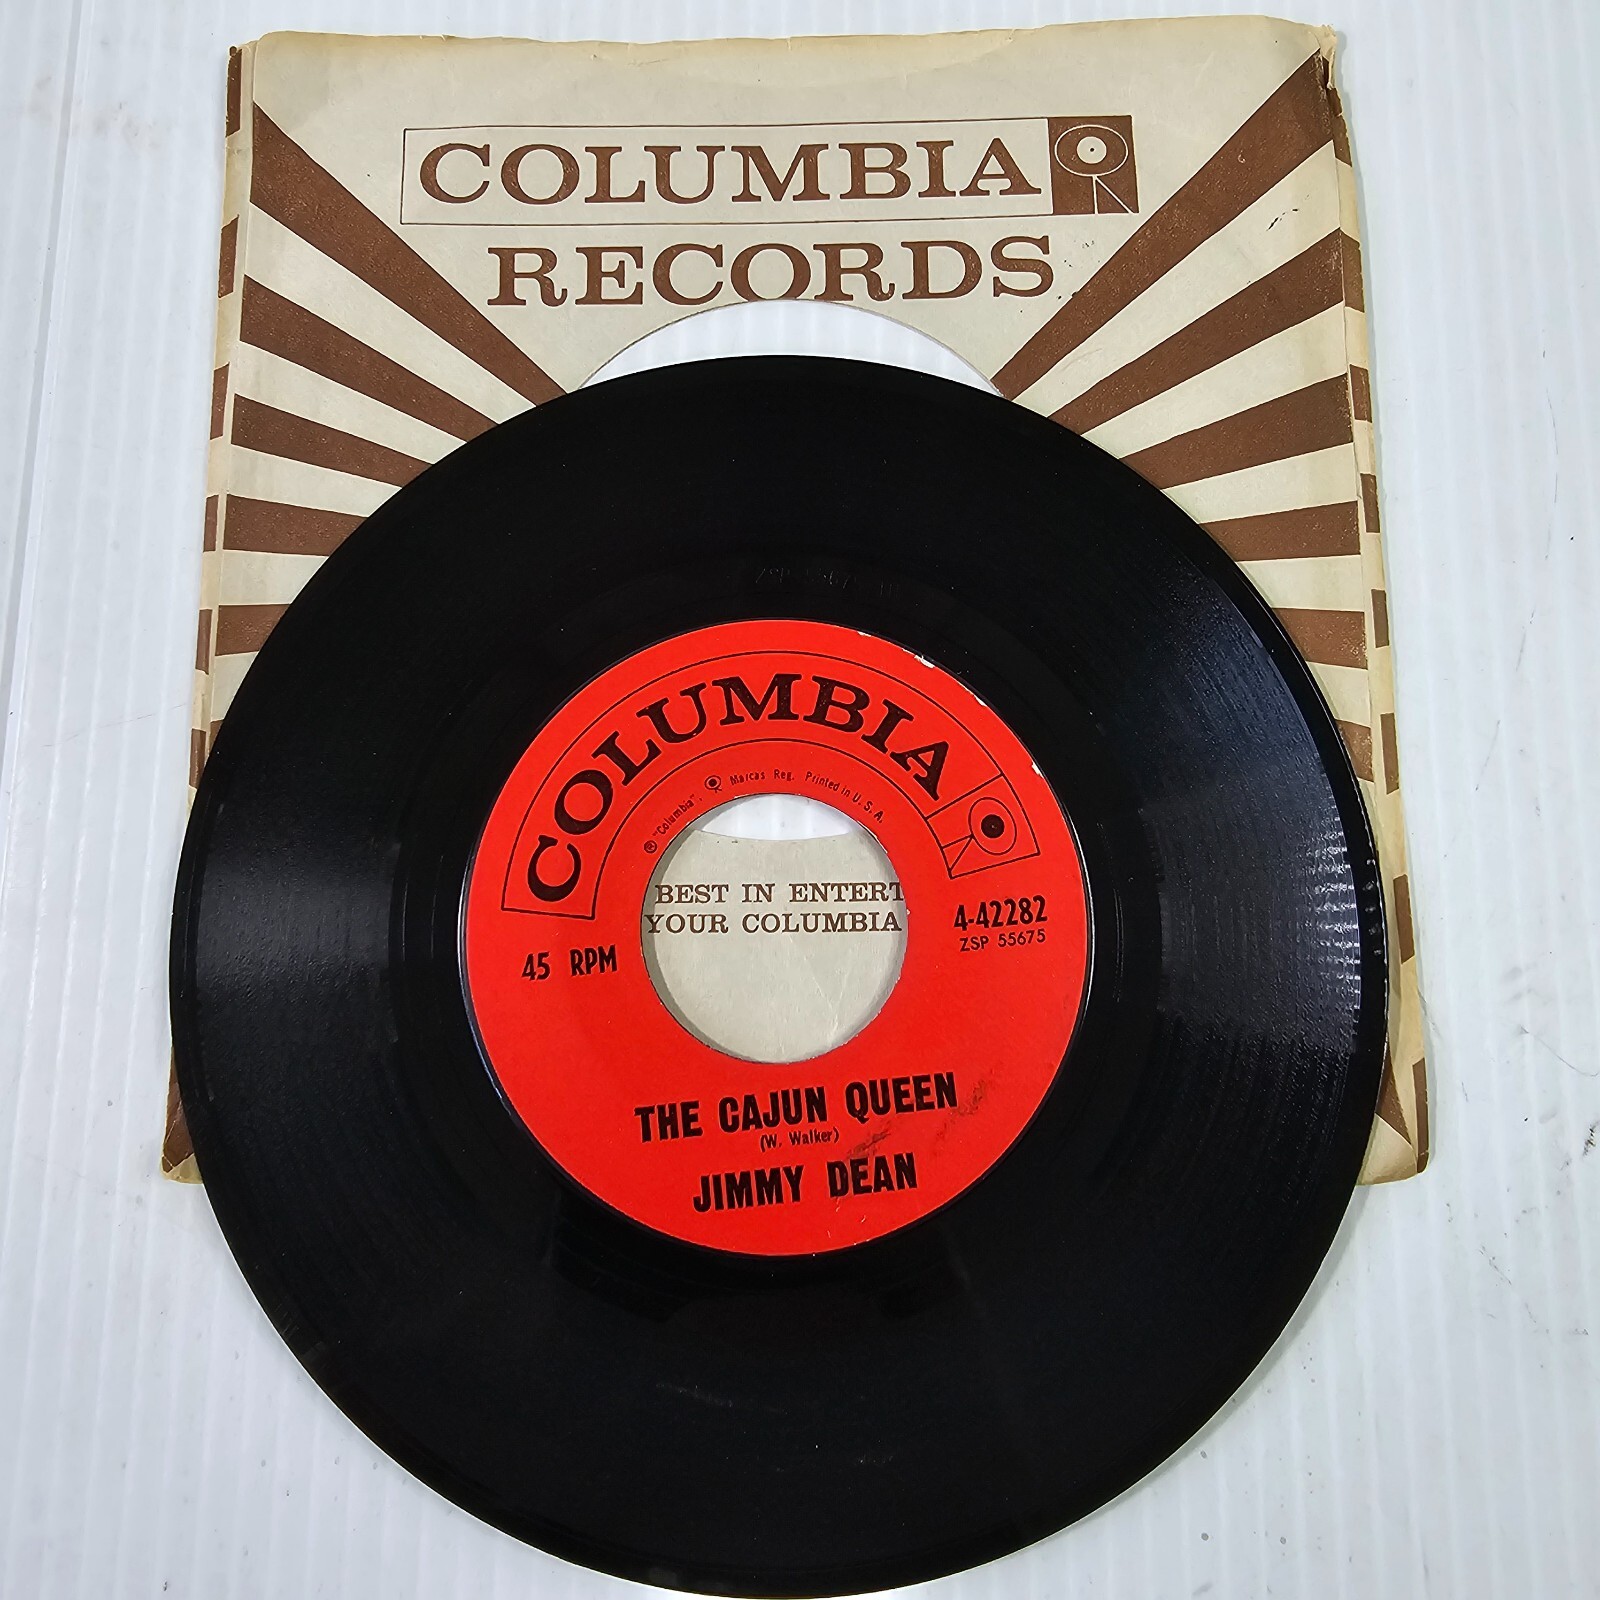 COLUMBIA
RECORDS
COLUMBIA
® "Columbia". Marcas Reg. Printed in U. S. A.
BEST IN ENTERT
YOUR COLUMBIA
4-42282
ZSP 55675
45 RPM
THE CAJUN QUEEN
(W. Walker)
JIMMY DEAN